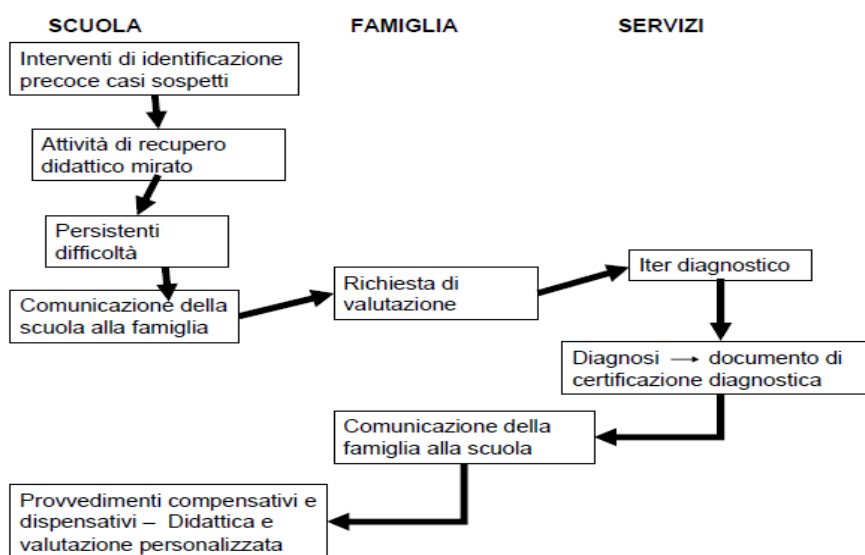 SCUOLA FAMIGLIA SERVIZI
Interventi di identificazione
precoce casi sospetti
Attività di recupero
didattico mirato
Persistenti
difficoltà
Comunicazione della
scuola alla famiglia
Richiesta di
valutazione
Iter diagnostico
Diagnosi → documento di
certificazione diagnostica
Comunicazione della
famiglia alla scuola
Provvedimenti compensativi e
dispensativi – Didattica e
valutazione personalizzata